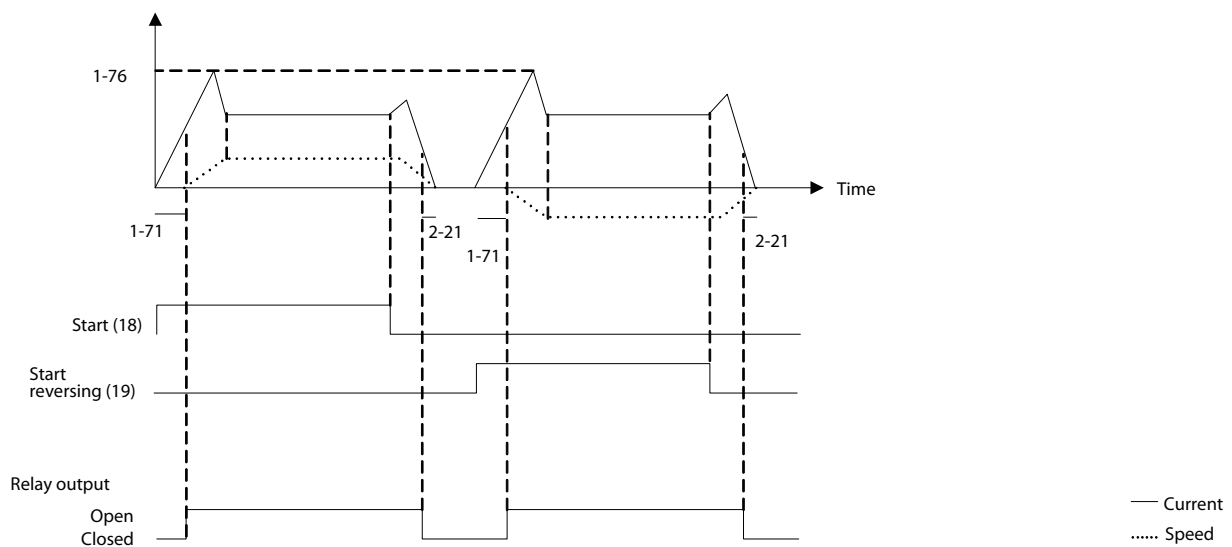 1-76
Time
1-71
2-21
1-71
2-21
Start (18)
Start
reversing (19)
Relay output
Open
Closed
Current
Speed